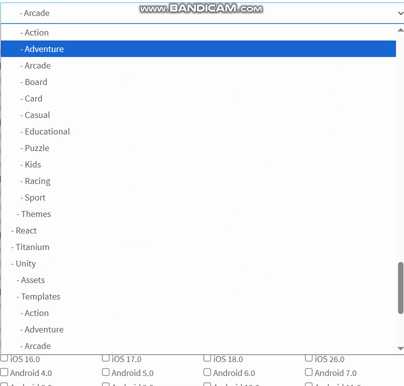 - Arcade
www.BANDICAM.com
- Action
- Adventure
- Arcade
- Board
- Card
- Casual
- Educational
- Puzzle
- Kids
- Racing
- Sport
- Themes
- React
- Titanium
- Unity
- Assets
- Templates
- Action
- Adventure
- Arcade
iOS 16.0 iOS 17.0 iOS 18.0 iOS 26.0
Android 4.0 Android 5.0 Android 6.0 Android 7.0